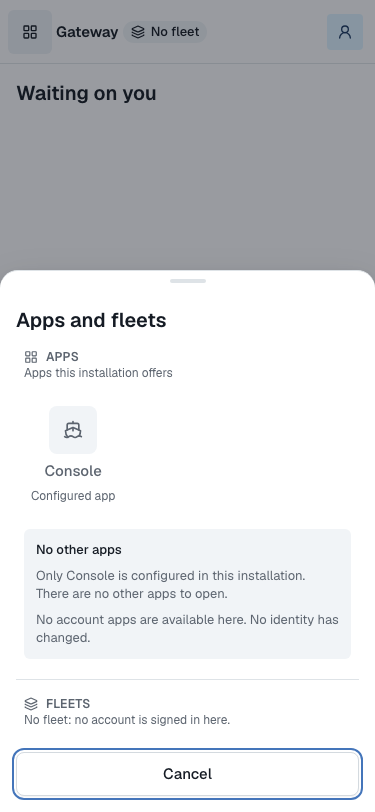 Gateway
No fleet
Waiting on you
Apps and fleets
APPS
Apps this installation offers
Console
Configured app
No other apps
Only Console is configured in this installation.
There are no other apps to open.
No account apps are available here. No identity has
changed.
FLEETS
No fleet: no account is signed in here.
Cancel